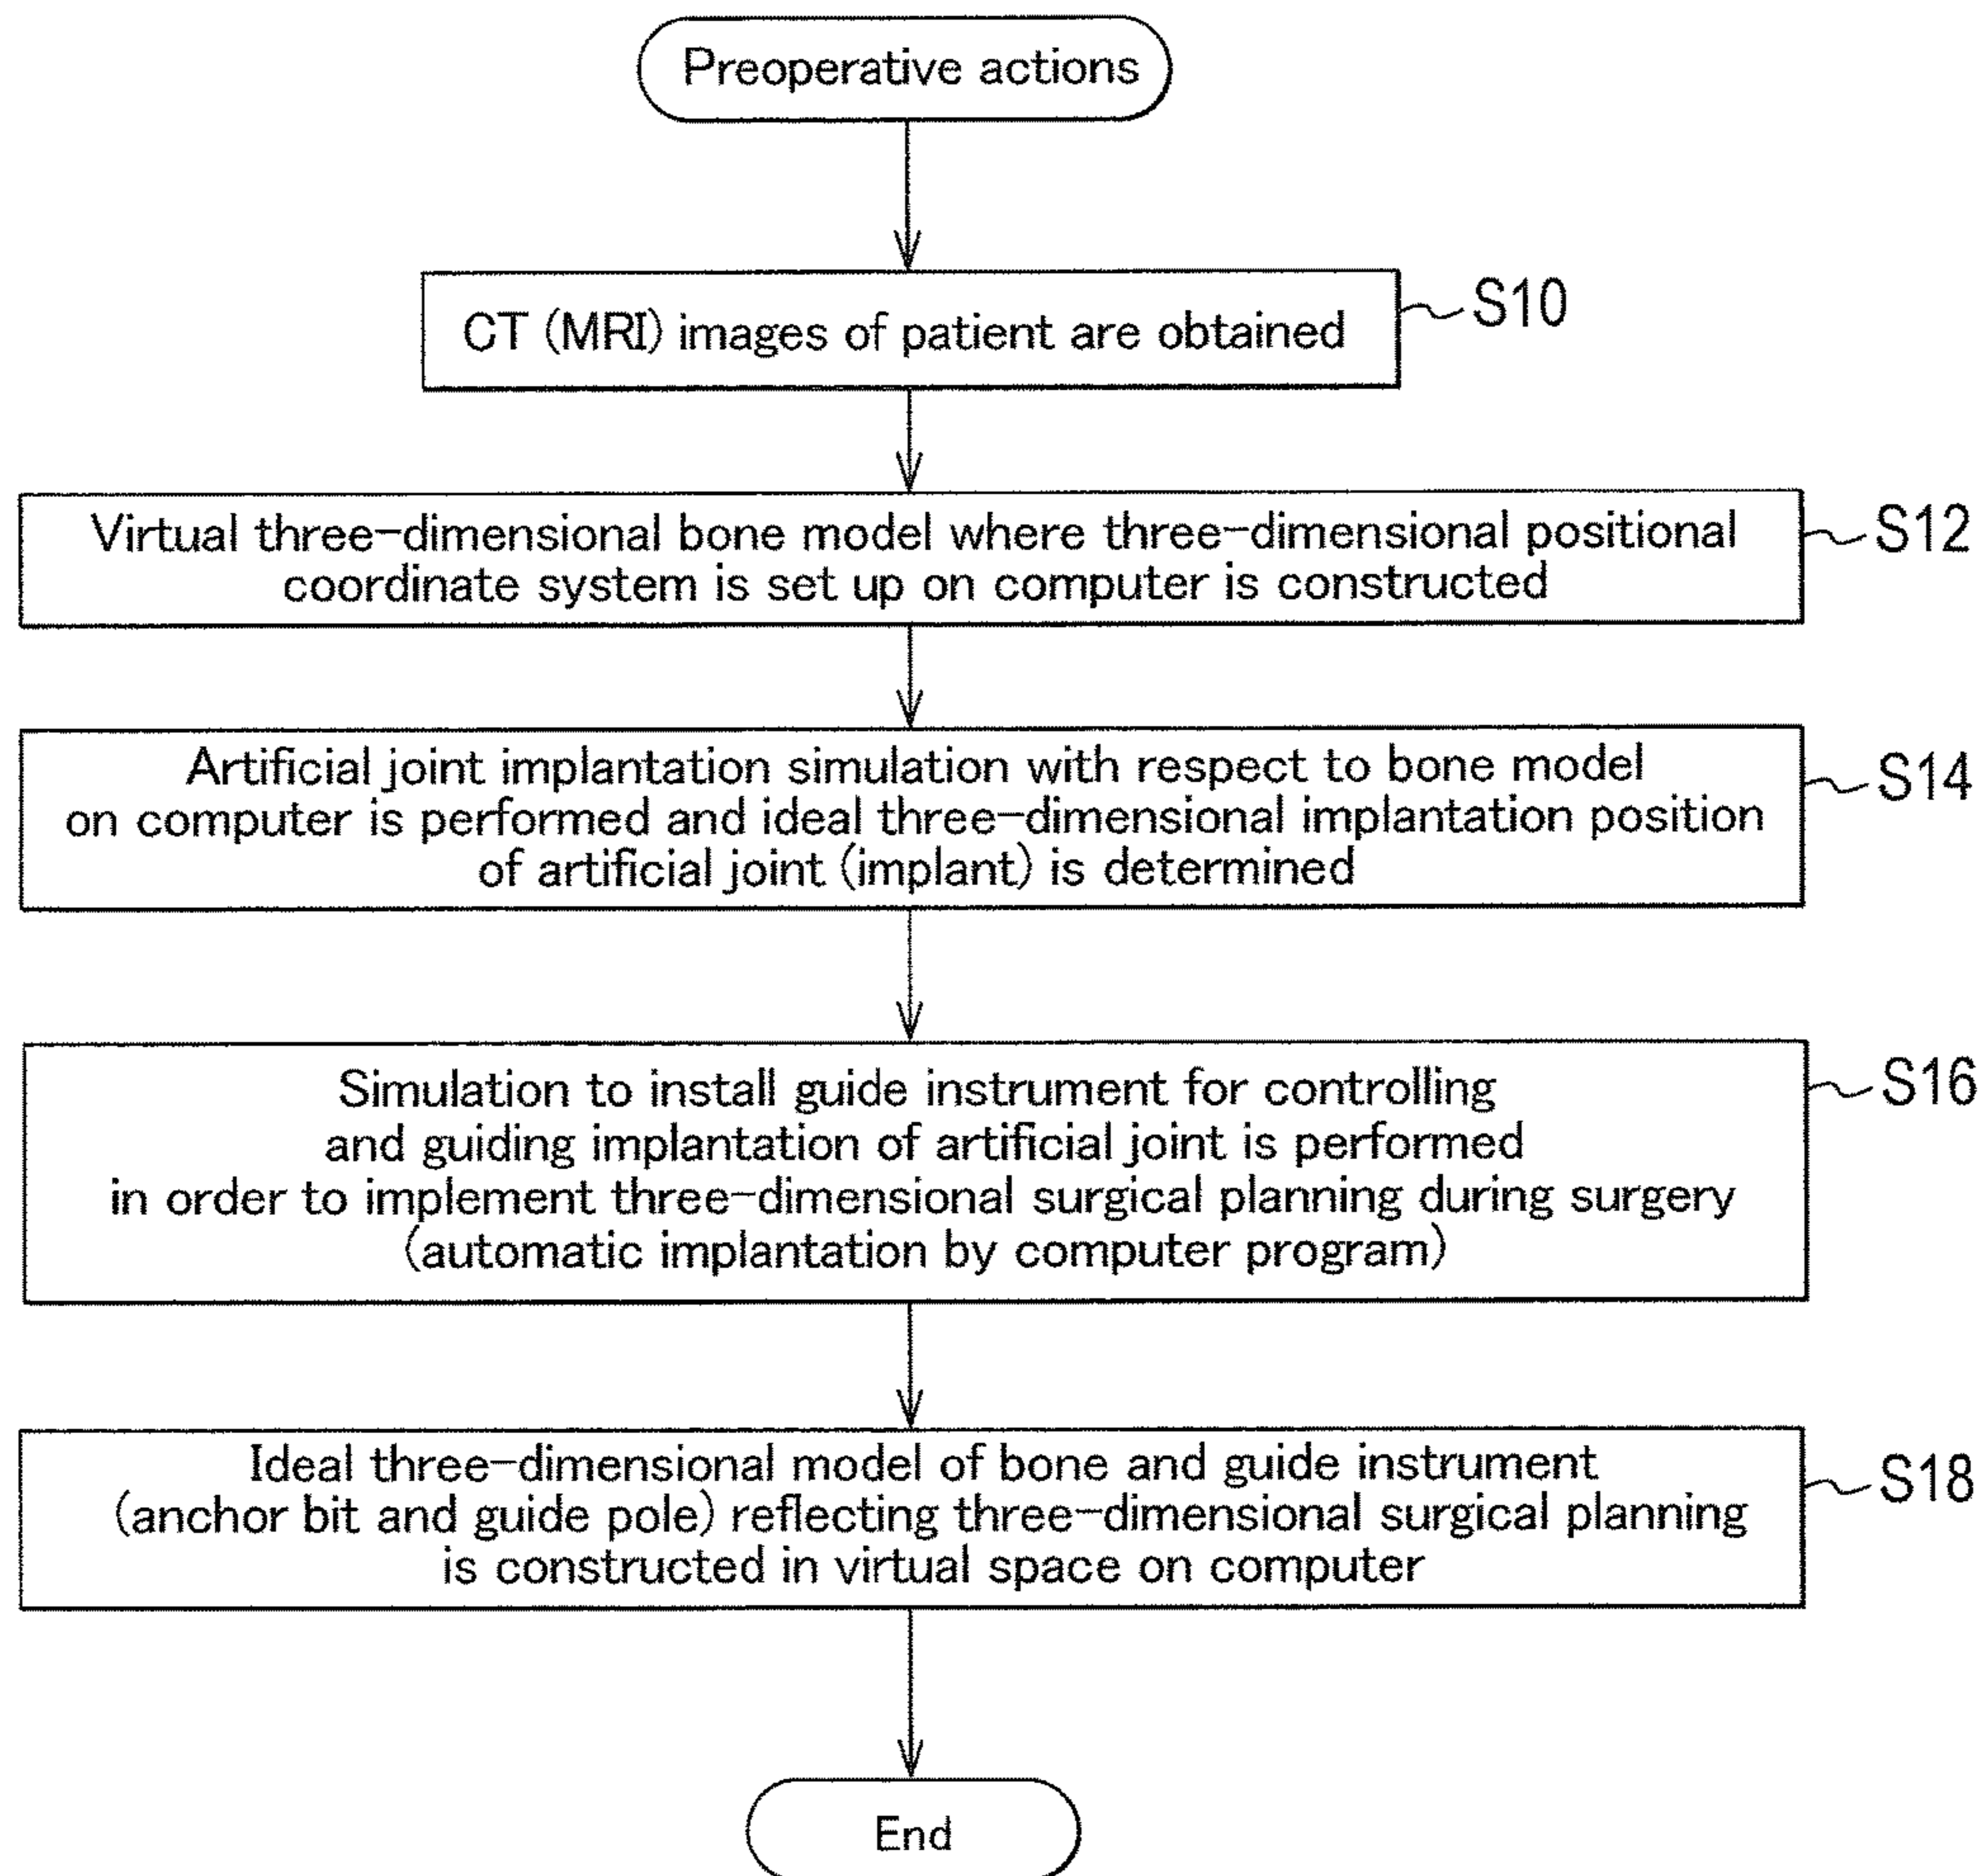 Preoperative actions
CT (MRI) images of patient are obtained
S10
Virtual three-dimensional bone model where three-dimensional positional
coordinate system is set up on computer is constructed
S12
Artificial joint implantation simulation with respect to bone model
on computer is performed and ideal three-dimensional implantation position
of artificial joint (implant) is determined
S14
Simulation to install guide instrument for controlling
and guiding implantation of artificial joint is performed
in order to implement three-dimensional surgical planning during surgery
(automatic implantation by computer program)
S16
Ideal three-dimensional model of bone and guide instrument
(anchor bit and guide pole) reflecting three-dimensional surgical planning
is constructed in virtual space on computer
S18
End